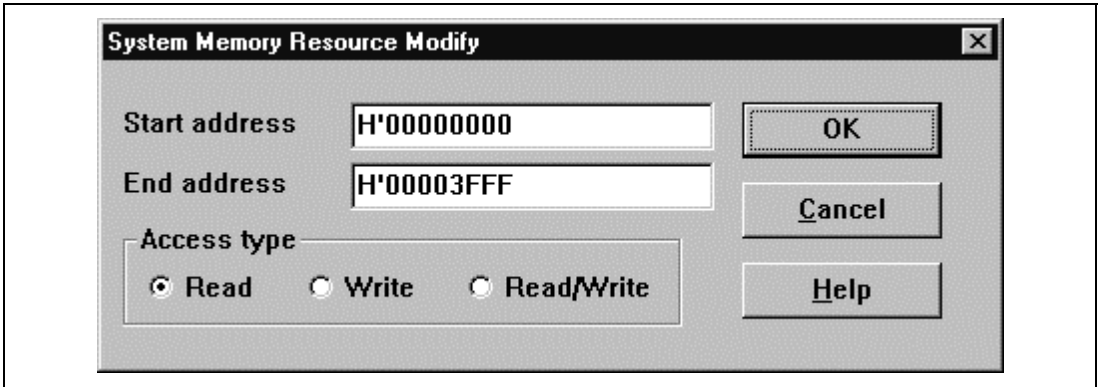 System Memory Resource Modify
Start address H'00000000
OK
End address H'00003FFF
Cancel
Access type
Read Write Read/Write
Help